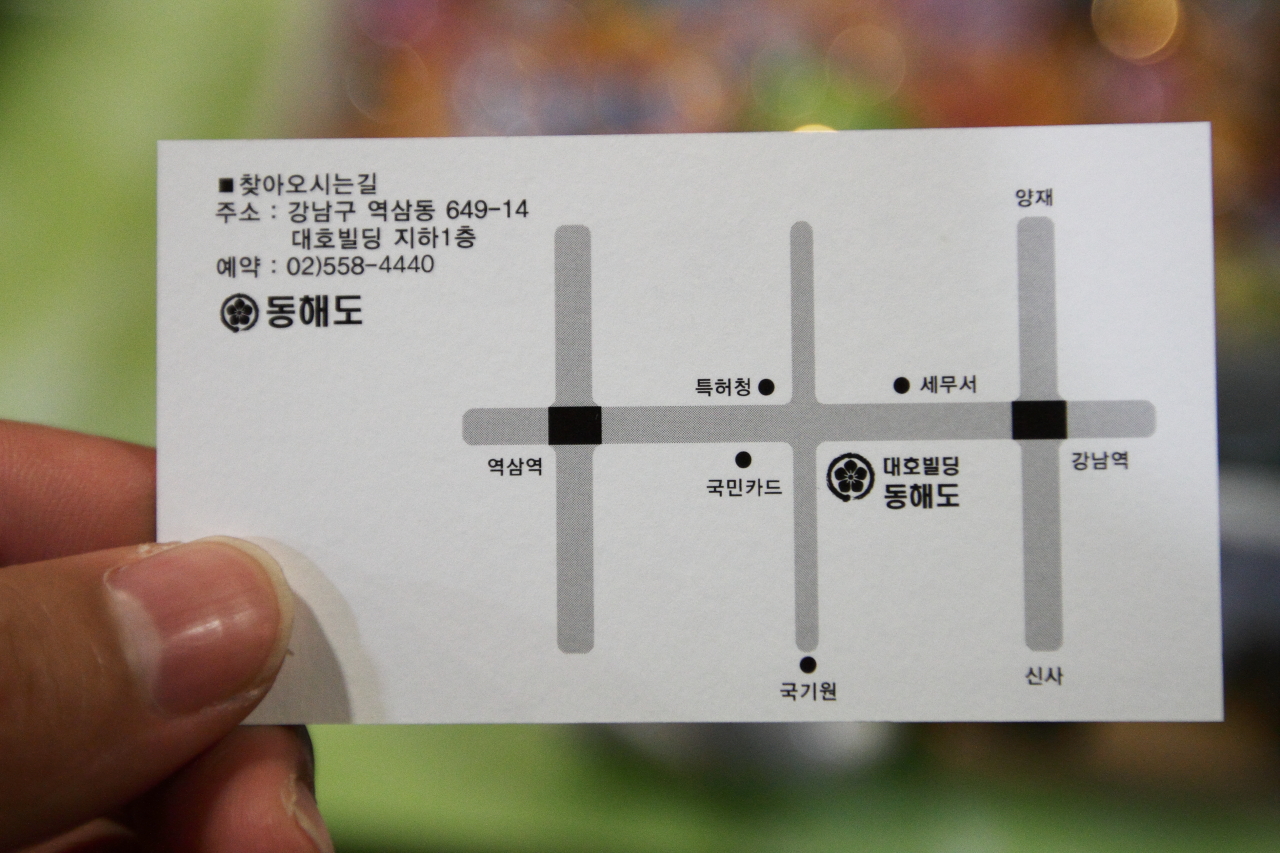 ■찾아오시는길
주소 : 강남구 역삼동 649-14
대호빌딩 지하1층
예약 : 02)558-4440
동해도
양재
특허청
세무서
역삼역
국민카드
대호빌딩
동해도
강남역
국기원
신사